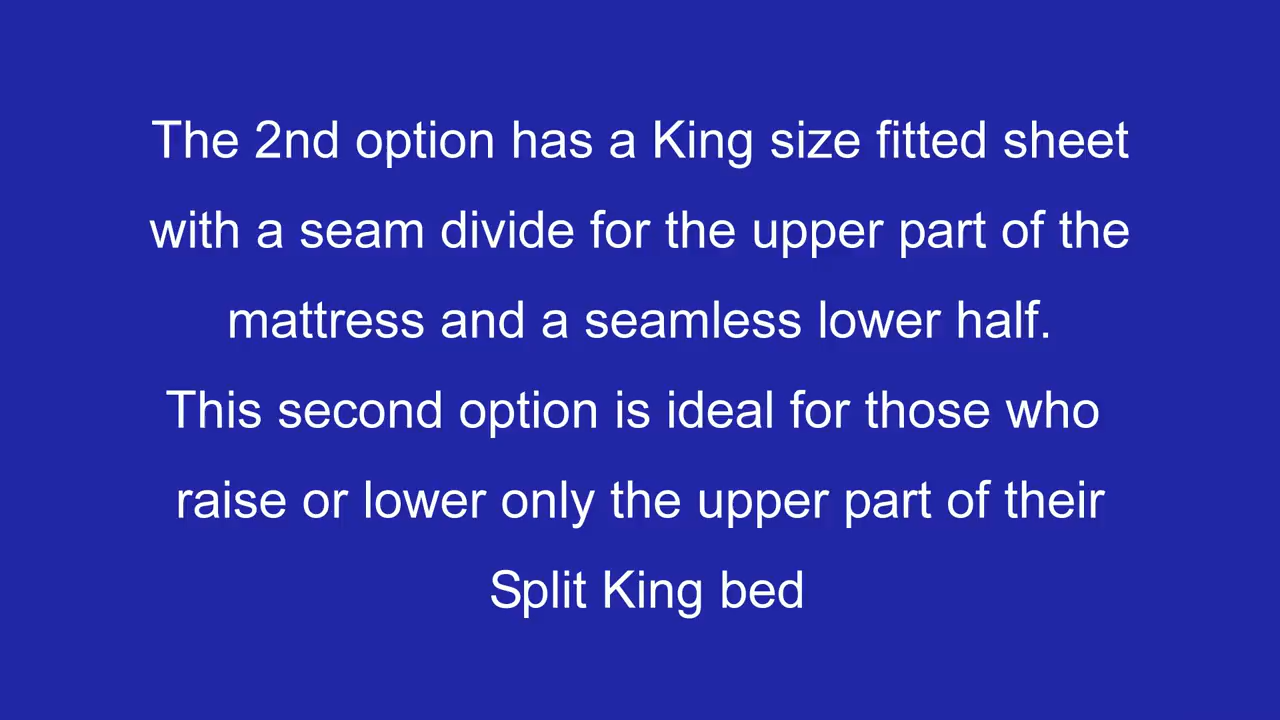 The 2nd option has a King size fitted sheet
with a seam divide for the upper part of the
mattress and a seamless lower half.
This second option is ideal for those who
raise or lower only the upper part of their
Split King bed